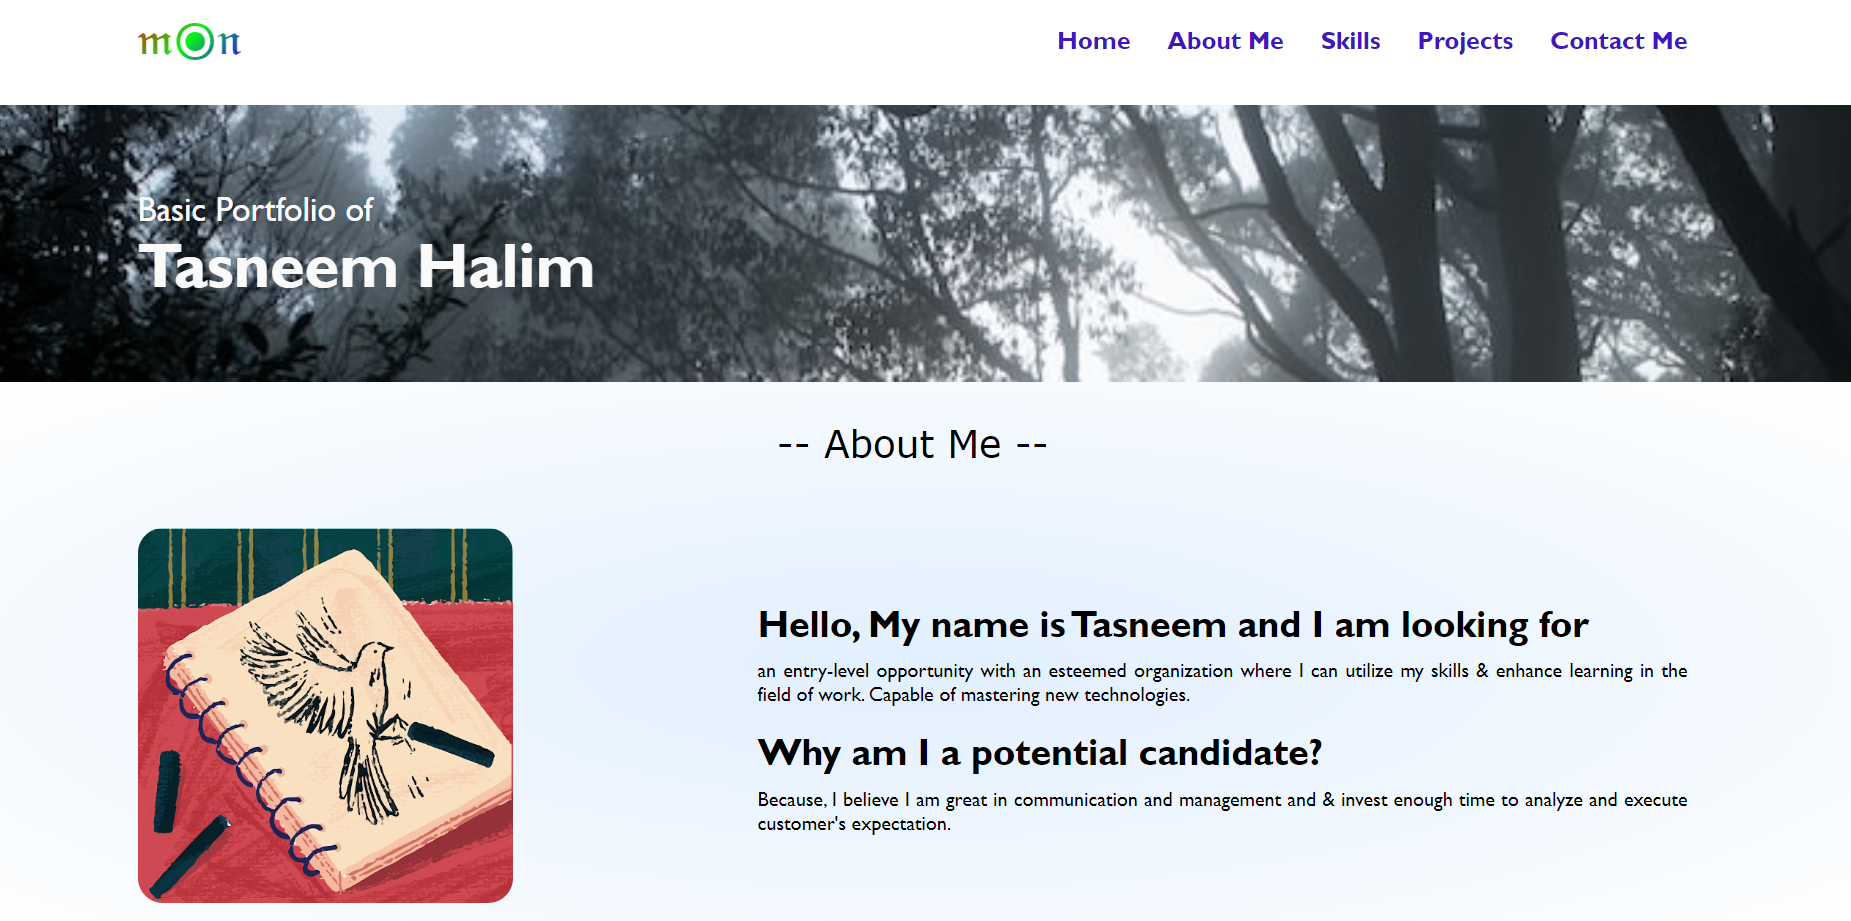 mOn
Home About Me Skills Projects Contact Me
Basic Portfolio of
Tasneem Halim
-- About Me --
Hello, My name is Tasneem and I am looking for
an entry-level opportunity with an esteemed organization where I can utilize my skills & enhance learning in the
field of work. Capable of mastering new technologies.
Why am I a potential candidate?
Because, I believe I am great in communication and management and & invest enough time to analyze and execute
customer's expectation.